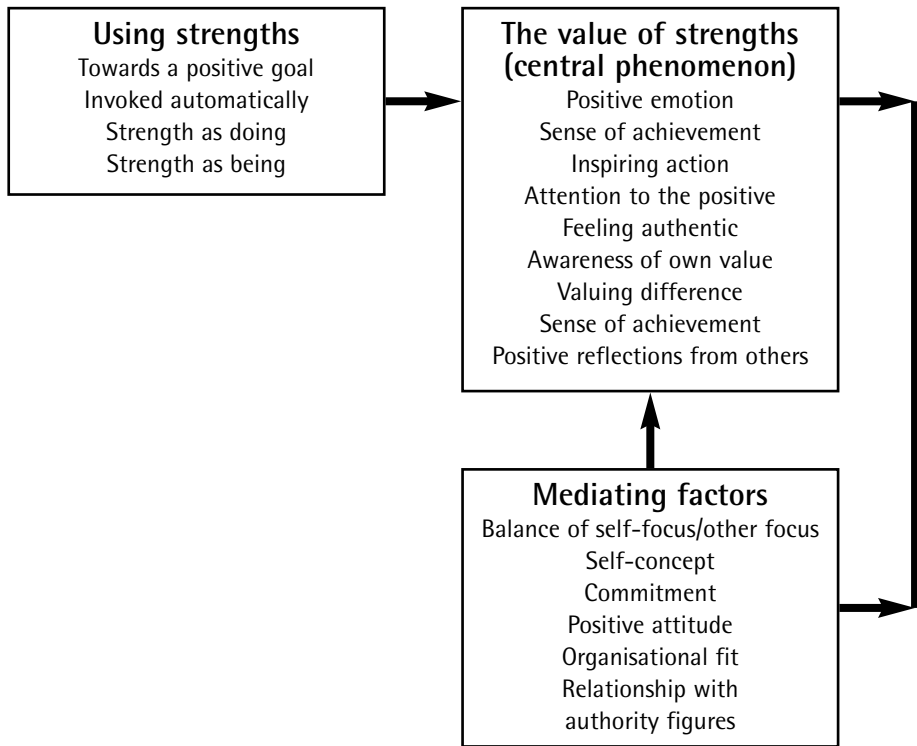 Using strengths
Towards a positive goal
Invoked automatically
Strength as doing
Strength as being
The value of strengths
(central phenomenon)
Positive emotion
Sense of achievement
Inspiring action
Attention to the positive
Feeling authentic
Awareness of own value
Valuing difference
Sense of achievement
Positive reflections from others
Mediating factors
Balance of self-focus/other focus
Self-concept
Commitment
Positive attitude
Organisational fit
Relationship with
authority figures